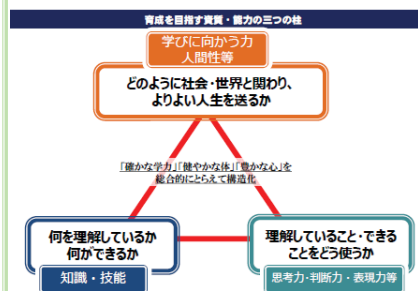 育成を目指す資質・能力の三つの柱
学びに向かう力
人間性等
どのように社会・世界と関わり、
よりよい人生を送るか
「確かな学力」「健やかな体」「豊かな心」を
総合的にとらえて構造化
何を理解しているか
何ができるか
知識・技能
理解していること・できる
ことをどう使うか
思考力・判断力・表現力等